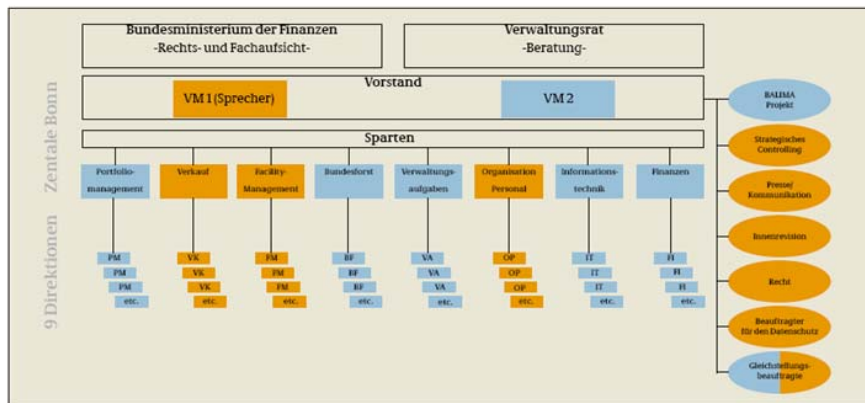 Bundesministerium der Finanzen
-Rechts- und Fachaufsicht-
Verwaltungsrat
-Beratung-
Zentale Bonn
Vorstand
VM 1 (Sprecher)
VM 2
Sparten
Portfolio-
management
Verkauf
Facility-
Management
Bundesforst
Verwaltungs-
aufgaben
Organisation
Personal
Informations-
technik
Finanzen
9 Direktionen
PM
PM
PM
etc.
VK
VK
VK
etc.
FM
FM
FM
etc.
BF
BF
BF
etc.
VA
VA
VA
etc.
OP
OP
OP
etc.
IT
IT
IT
etc.
FI
FI
FI
etc.
BALIMA
Projekt
Strategisches
Controlling
Presse/
Kommunikation
Innenrevision
Recht
Beauftragter
für den Datenschutz
Gleichstellungs-
beauftragte